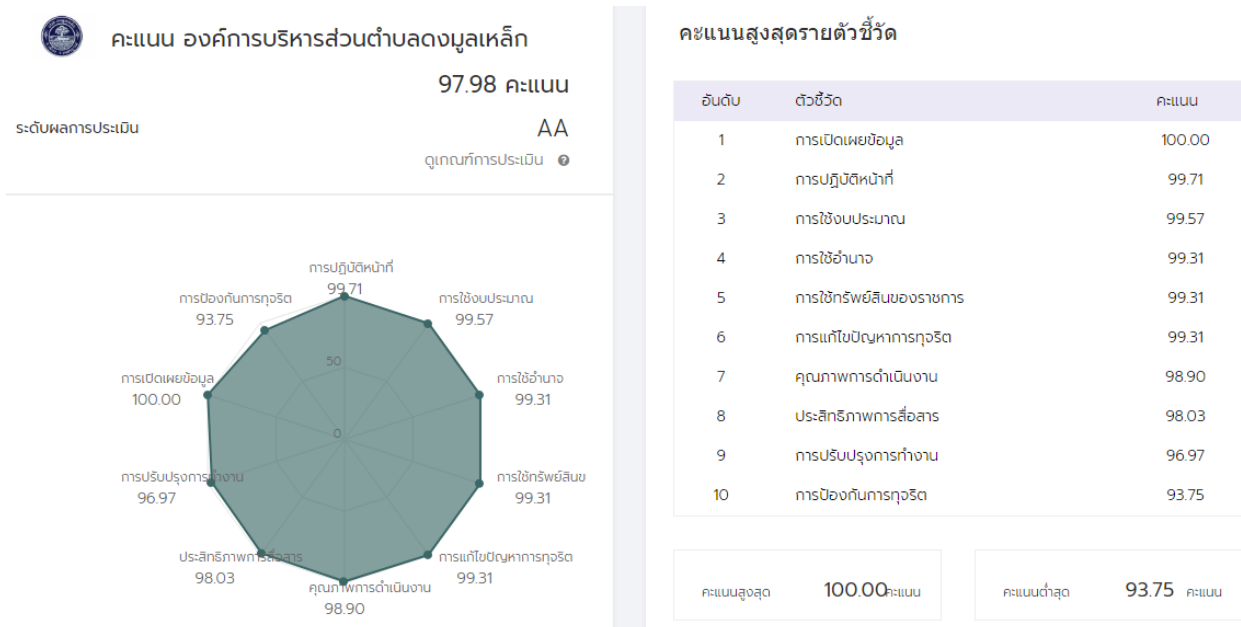 คะแนน องค์การบริหารส่วนตำบลดงมูลเหล็ก
97.98 คะแนน
ระดับผลการประเมิน AA
ดูเกณฑ์การประเมิน
การปฏิบัติหน้าที่
99.71
การป้องกันการทุจริต
93.75
การใช้งบประมาณ
99.57
50
การเปิดเผยข้อมูล
100.00
การใช้อำนาจ
99.31
0
การปรับปรุงการทำงาน
96.97
การใช้ทรัพย์สินข
99.31
ประสิทธิภาพการสื่อสาร
98.03
การแก้ไขปัญหาการทุจริต
99.31
คุณภาพการดำเนินงาน
98.90
คะแนนสูงสุดรายตัวชี้วัด
อันดับ ตัวชี้วัด คะแนน
1 การเปิดเผยข้อมูล 100.00
2 การปฏิบัติหน้าที่ 99.71
3 การใช้งบประมาณ 99.57
4 การใช้อำนาจ 99.31
5 การใช้ทรัพย์สินของราชการ 99.31
6 การแก้ไขปัญหาการทุจริต 99.31
7 คุณภาพการดำเนินงาน 98.90
8 ประสิทธิภาพการสื่อสาร 98.03
9 การปรับปรุงการทำงาน 96.97
10 การป้องกันการทุจริต 93.75
คะแนนสูงสุด 100.00 คะแนน
คะแนนต่ำสุด 93.75 คะแนน